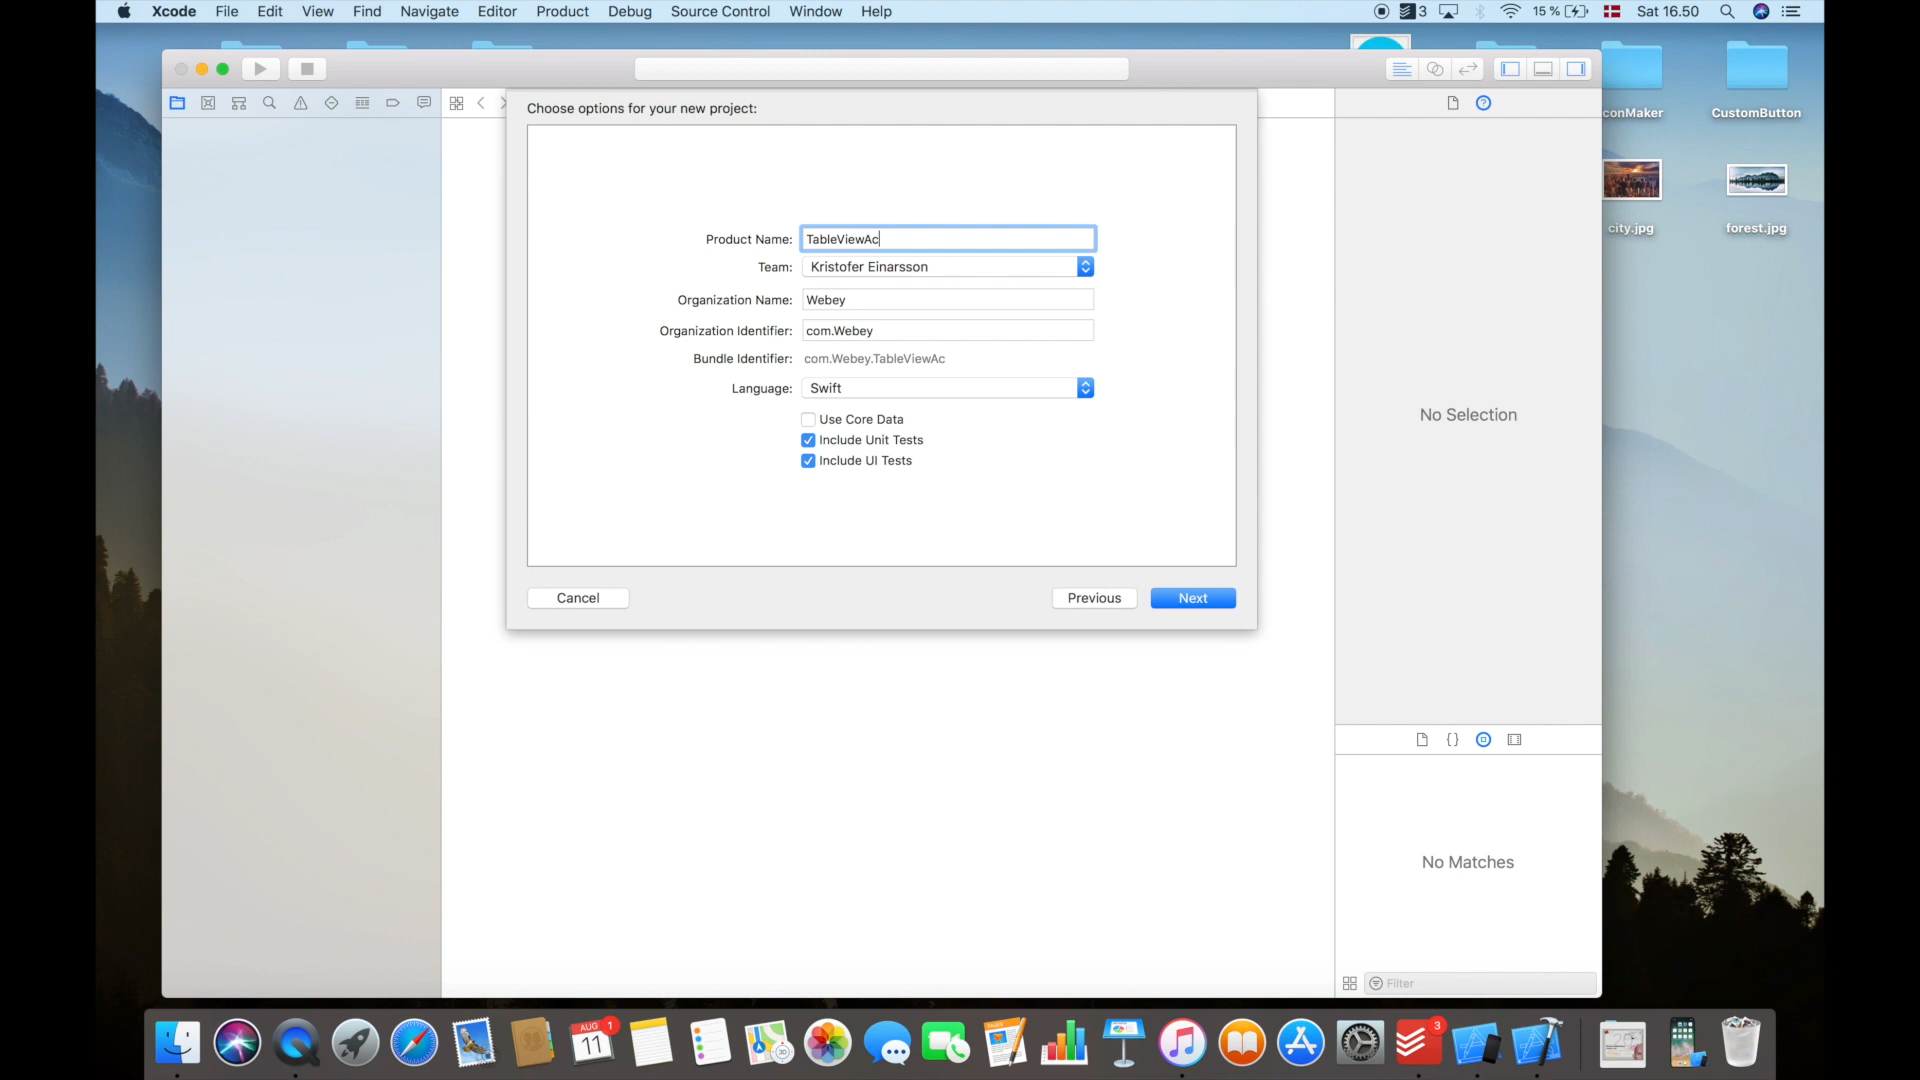 Xcode File Edit View Find Navigate Editor Product Debug Source Control Window Help 3 15 % Sat 16.50
Choose options for your new project:
Product Name: TableViewAc
Team: Kristofer Einarsson
Organization Name: Webey
Organization Identifier: com.Webey
Bundle Identifier: com.Webey.TableViewAc
Language: Swift
Use Core Data
Include Unit Tests
Include UI Tests
Cancel Previous Next
No Selection
No Matches
Filter
conMaker CustomButton
city.jpg forest.jpg
AUG 1
11
3